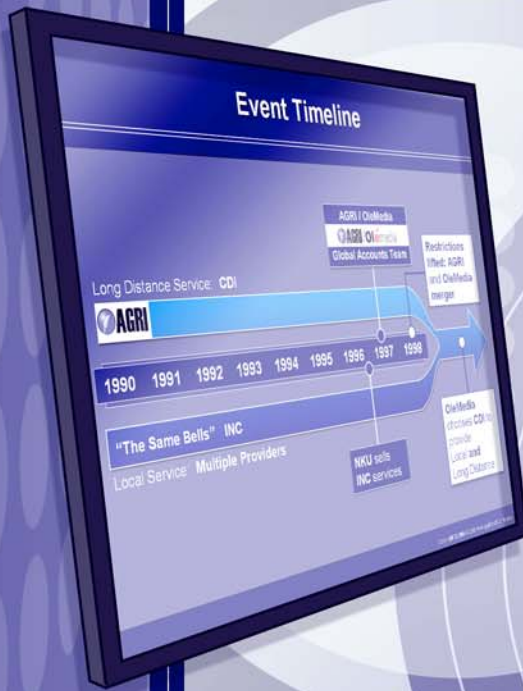 Event Timeline
AGRI / OleMedia
AGRI Olemedia
Global Accounts Team
Restrictions
lifted: AGRI
and OleMedia
merger
Long Distance Service: CDI
AGRI
1990 1991 1992 1993 1994 1995 1996 1997 1998
"The Same Bells" INC
Local Service: Multiple Providers
NKU sells
INC services
OleMedia
chooses CDI to
provide
Local and
Long Distance